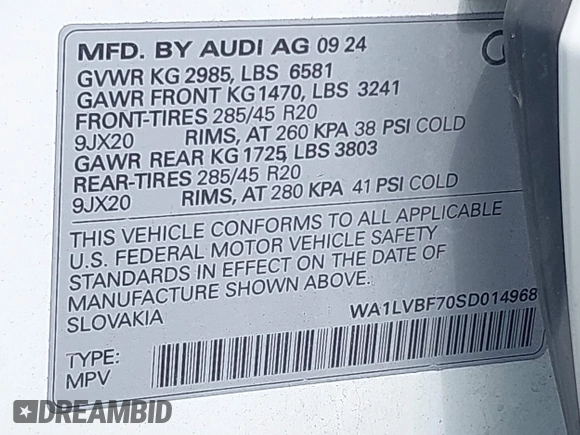 MFD. BY AUDI AG 09 24
GVWR KG 2985, LBS 6581
GAWR FRONT KG1470, LBS 3241
FRONT-TIRES 285/45 R20
9JX20 RIMS, AT 260 KPA 38 PSI COLD
GAWR REAR KG 1725, LBS 3803
REAR-TIRES 285/45 R20
9JX20 RIMS, AT 280 KPA 41 PSI COLD
THIS VEHICLE CONFORMS TO ALL APPLICABLE
U.S. FEDERAL MOTOR VEHICLE SAFETY
STANDARDS IN EFFECT ON THE DATE OF
MANUFACTURE SHOWN ABOVE.
SLOVAKIA
WA1LVBF70SD014968
TYPE:
MPV
DREAMBID